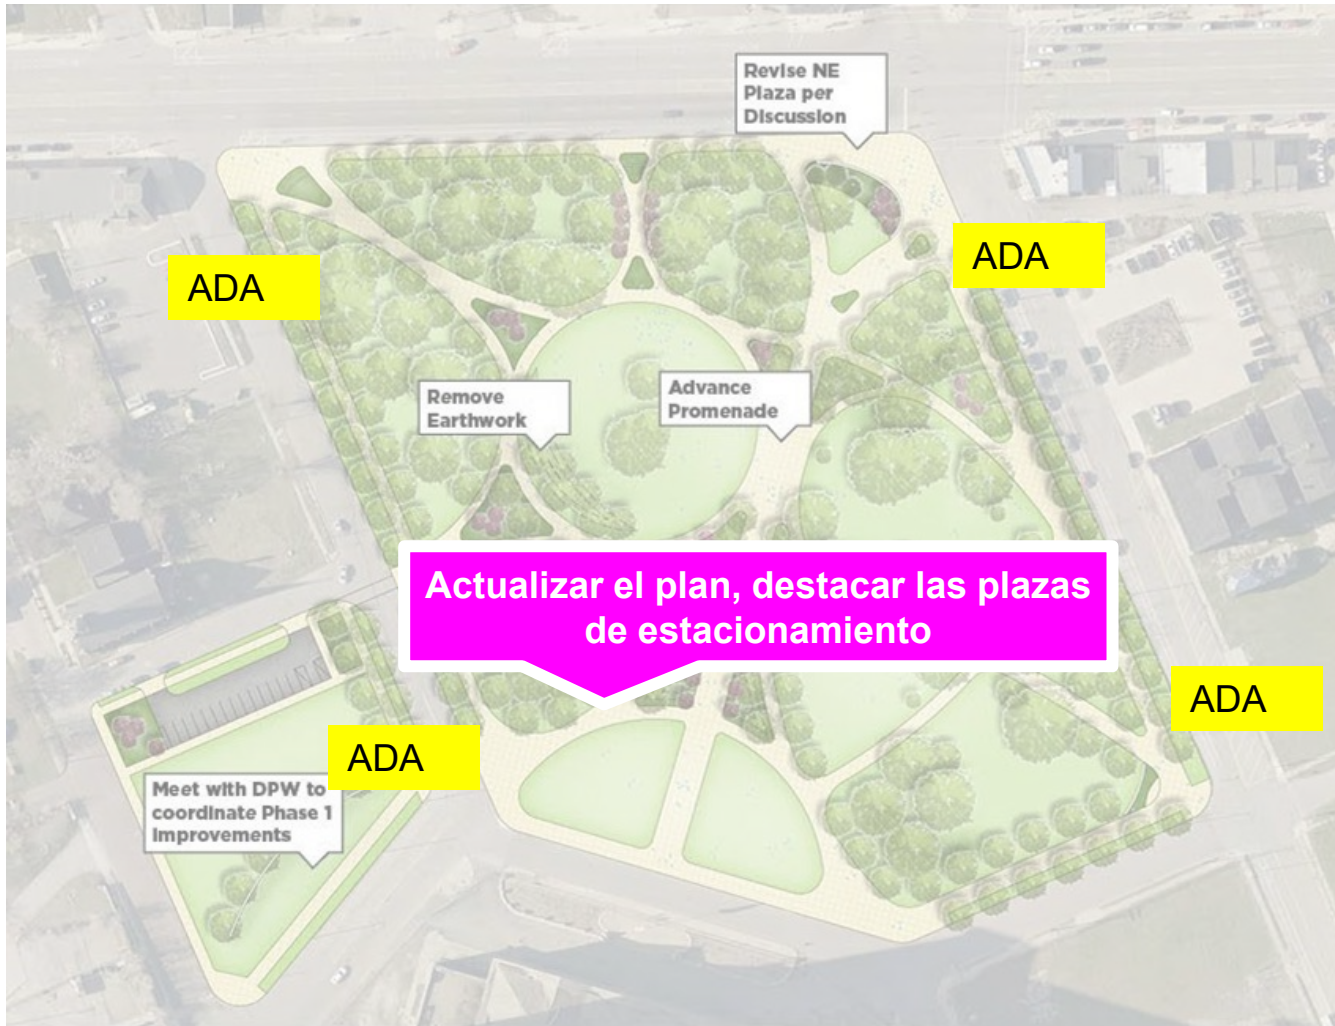 Revise NE
Plaza per
Discussion
ADA
ADA
Remove
Earthwork
Advance
Promenade
Actualizar el plan, destacar las plazas
de estacionamiento
ADA
ADA
Meet with DPW to
coordinate Phase 1
Improvements